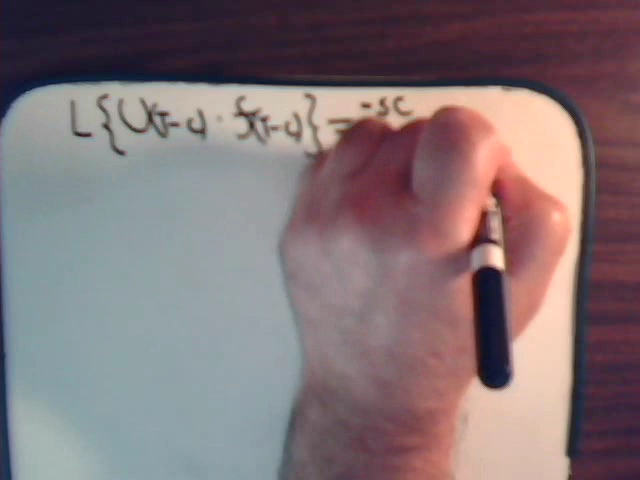 L{U(t-c) · f(t-c)} = e^{-sc}